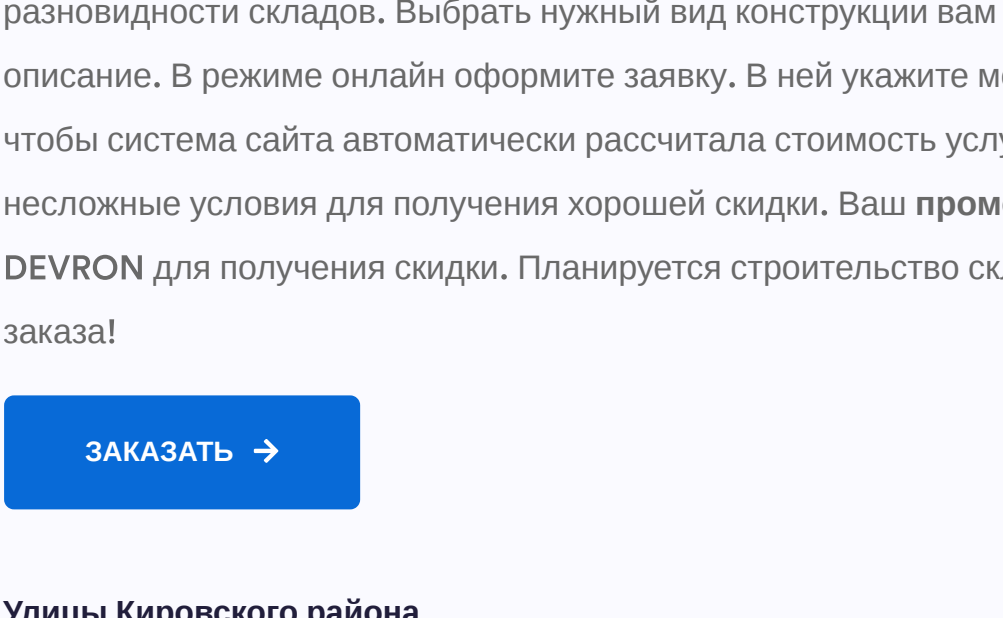 разновидности складов. Выбрать нужный вид конструкции вам
описание. В режиме онлайн оформите заявку. В ней укажите
чтобы система сайта автоматически рассчитала стоимость
несложные условия для получения хорошей скидки. Ваш
DEVRON для получения скидки. Планируется строительство
заказа!
ЗАКАЗАТЬ →
Улицы Кировского района